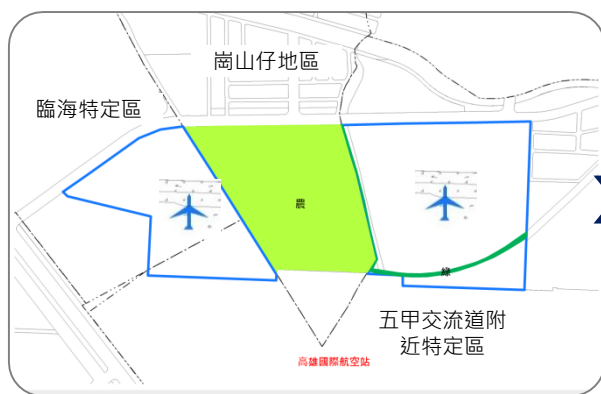 崗山仔地區
臨海特定區
農
綠
五甲交流道附
近特定區
高雄國際航空站